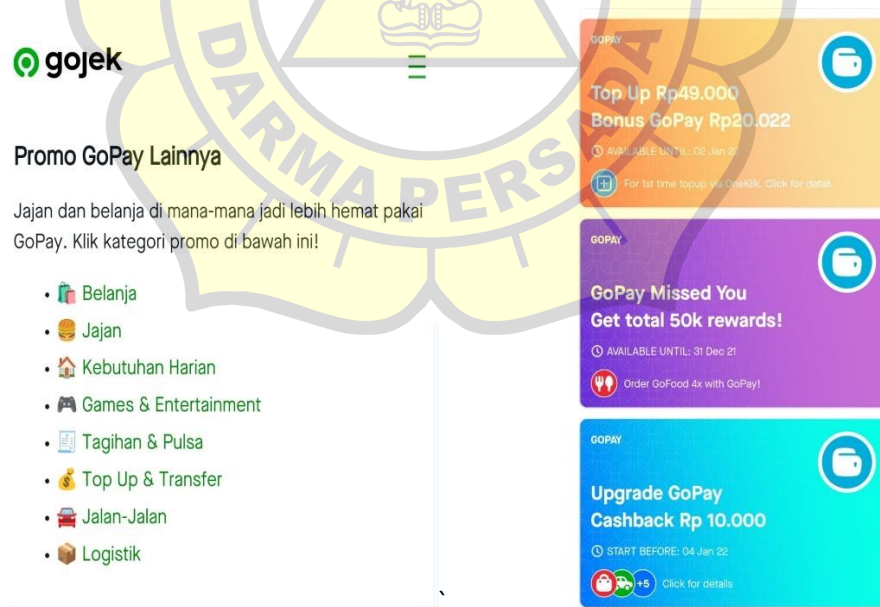 gojek
Promo GoPay Lainnya
Jajan dan belanja di mana-mana jadi lebih hemat pakai
GoPay. Klik kategori promo di bawah ini!
• Belanja
• Jajan
• Kebutuhan Harian
• Games & Entertainment
• Tagihan & Pulsa
• Top Up & Transfer
• Jalan-Jalan
• Logistik
`
GOPAY
Top Up Rp49.000
Bonus GoPay Rp20.022
AVAILABLE UNTIL: 02 Jan 22
For 1st time topup via OneKlik. Click for detail
GOPAY
GoPay Missed You
Get total 50k rewards!
AVAILABLE UNTIL: 31 Dec 21
Order GoFood 4x with GoPay!
GOPAY
Upgrade GoPay
Cashback Rp 10.000
START BEFORE: 04 Jan 22
+5 Click for details
DARMA PERSADA